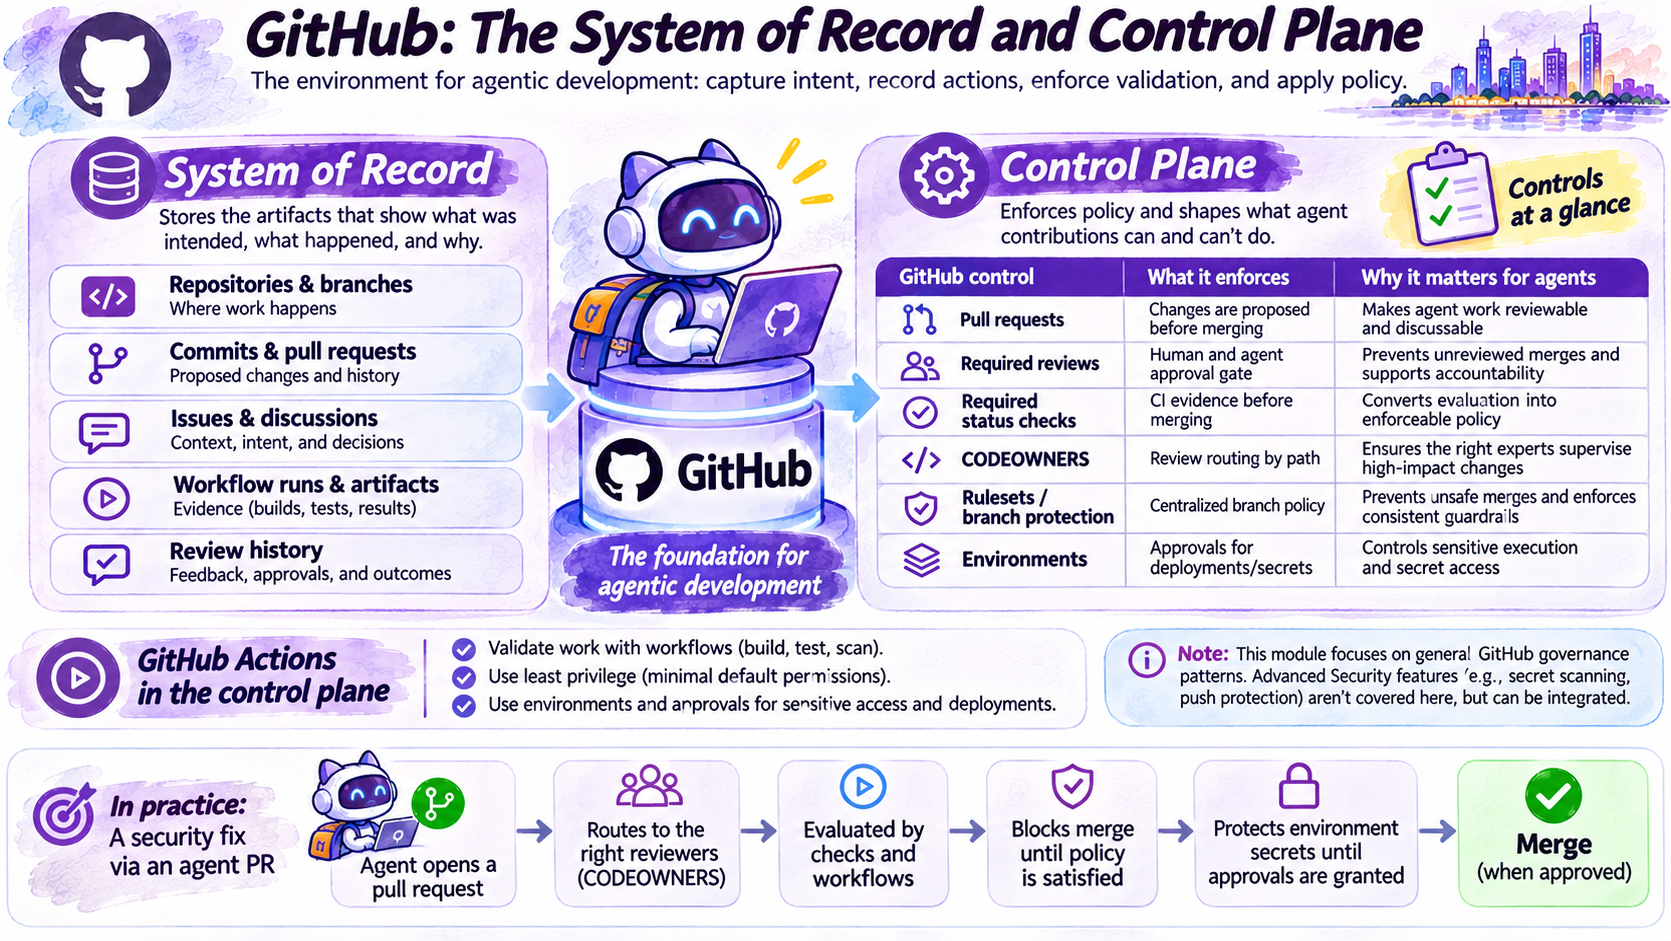 GitHub: The System of Record and Control Plane
The environment for agentic development: capture intent, record actions, enforce validation, and apply policy.
System of Record
Stores the artifacts that show what was
intended, what happened, and why.
Repositories & branches
Where work happens
Commits & pull requests
Proposed changes and history
Issues & discussions
Context, intent, and decisions
Workflow runs & artifacts
Evidence (builds, tests, results)
Review history
Feedback, approvals, and outcomes
GitHub
The foundation for
agentic development
Control Plane
Enforces policy and shapes what agent
contributions can and can't do.
Controls
at a glance
GitHub control
What it enforces
Why it matters for agents
Pull requests
Changes are proposed
before merging
Makes agent work reviewable
and discussable
Required reviews
Human and agent
approval gate
Prevents unreviewed merges and
supports accountability
Required
status checks
CI evidence before
merging
Converts evaluation into
enforceable policy
CODEOWNERS
Review routing by path
Ensures the right experts supervise
high-impact changes
Rulesets /
branch protection
Centralized branch policy
Prevents unsafe merges and enforces
consistent guardrails
Environments
Approvals for
deployments/secrets
Controls sensitive execution
and secret access
GitHub Actions
in the control plane
Validate work with workflows (build, test, scan).
Use least privilege (minimal default permissions).
Use environments and approvals for sensitive access and deployments.
Note: This module focuses on general GitHub governance
patterns. Advanced Security features (e.g., secret scanning,
push protection) aren't covered here, but can be integrated.
In practice:
A security fix
via an agent PR
Agent opens a
pull request
Routes to the
right reviewers
(CODEOWNERS)
Evaluated by
checks and
workflows
Blocks merge
until policy
is satisfied
Protects environment
secrets until
approvals are granted
Merge
(when approved)